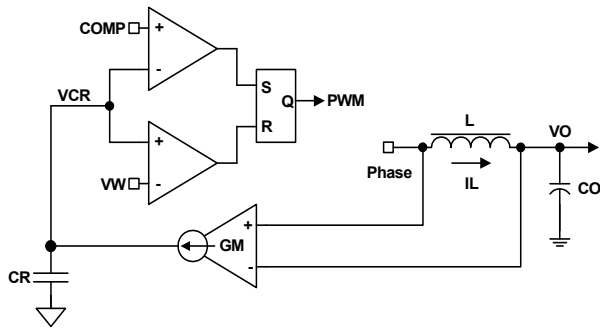 COMP
+
-
VCR
S
Q
R
PWM
+
-
VW
L
VO
Phase
IL
CO
+
GM
-
CR